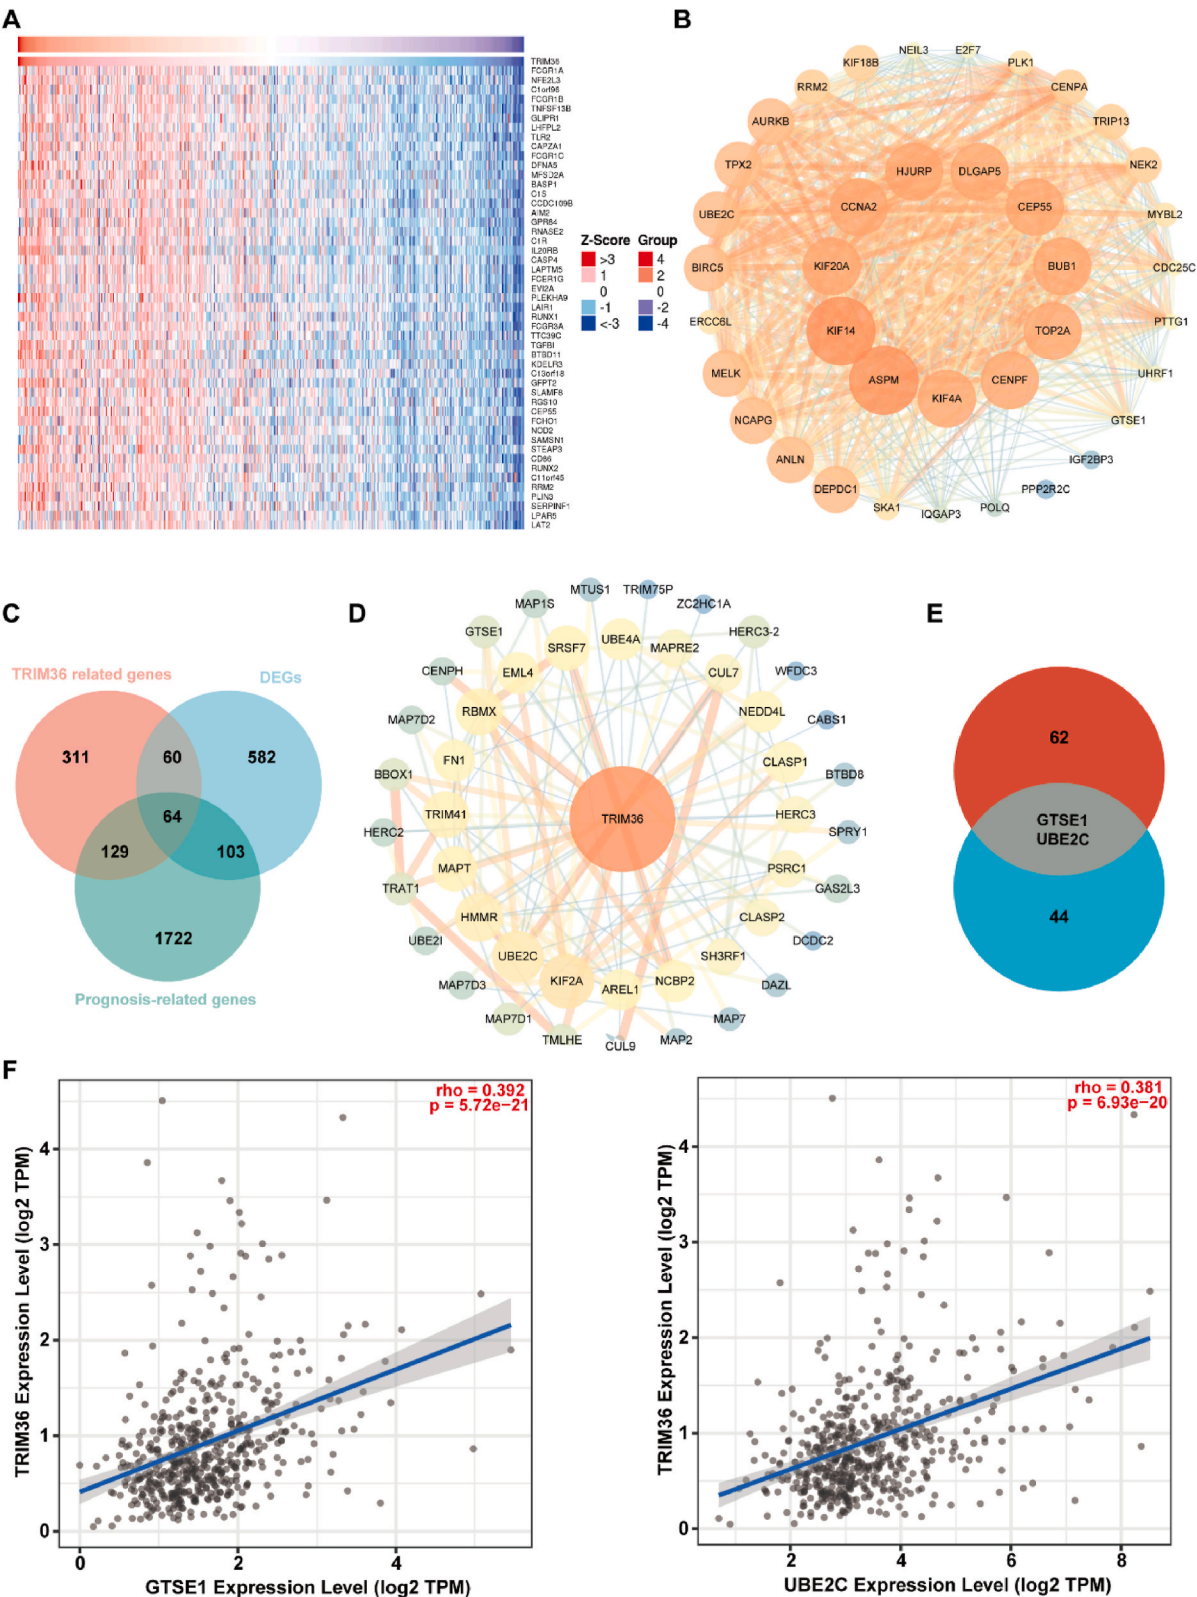 A
TRIM36
FCGR1A
NFE2L3
C1orf96
FCGR1B
TNFSF13B
GLIPR1
LHFPL2
TLR2
CAPZA1
FCGR1C
DFNA5
MFSD2A
BASP1
C1S
CCDC109B
AIM2
GPR84
RNASE2
C1R
IL20RB
CASP4
LAPTM5
FCER1G
EVI2A
PLEKHA9
LAIR1
RUNX1
FCGR3A
TTC39C
TGFBI
BTBD11
KDELR3
C13orf18
GFPT2
SLAMF8
RGS10
CEP55
FCHO1
NOD2
SAMSN1
STEAP3
CD86
RUNX2
C11orf45
RRM2
PLIN3
SERPINF1
LPAR5
LAT2
Z-Score Group
>3 4
1 2
0 0
-1 -2
<-3 -4
B
NEIL3
E2F7
KIF18B
PLK1
RRM2
CENPA
AURKB
TRIP13
TPX2
HJURP
DLGAP5
NEK2
UBE2C
CCNA2
CEP55
MYBL2
BIRC5
KIF20A
BUB1
CDC25C
ERCC6L
KIF14
TOP2A
PTTG1
MELK
ASPM
CENPF
UHRF1
NCAPG
KIF4A
GTSE1
ANLN
IGF2BP3
DEPDC1
PPP2R2C
SKA1
IQGAP3
POLQ
C
TRIM36 related genes
DEGs
311
60
582
64
129
103
1722
Prognosis-related genes
D
MTUS1
TRIM75P
MAP1S
ZC2HC1A
GTSE1
SRSF7
UBE4A
MAPRE2
HERC3-2
CENPH
EML4
CUL7
WFDC3
MAP7D2
RBMX
NEDD4L
CABS1
BBOX1
FN1
CLASP1
BTBD8
HERC2
TRIM41
TRIM36
HERC3
SPRY1
TRAT1
MAPT
PSRC1
GAS2L3
UBE2I
HMMR
CLASP2
DCDC2
MAP7D3
UBE2C
SH3RF1
DAZL
MAP7D1
KIF2A
AREL1
NCBP2
MAP7
TMLHE
CUL9
MAP2
E
62
GTSE1
UBE2C
44
F
rho = 0.392
p = 5.72e−21
TRIM36 Expression Level (log2 TPM)
4
3
2
1
0
0 2 4
GTSE1 Expression Level (log2 TPM)
rho = 0.381
p = 6.93e−20
TRIM36 Expression Level (log2 TPM)
4
3
2
1
0
2 4 6 8
UBE2C Expression Level (log2 TPM)